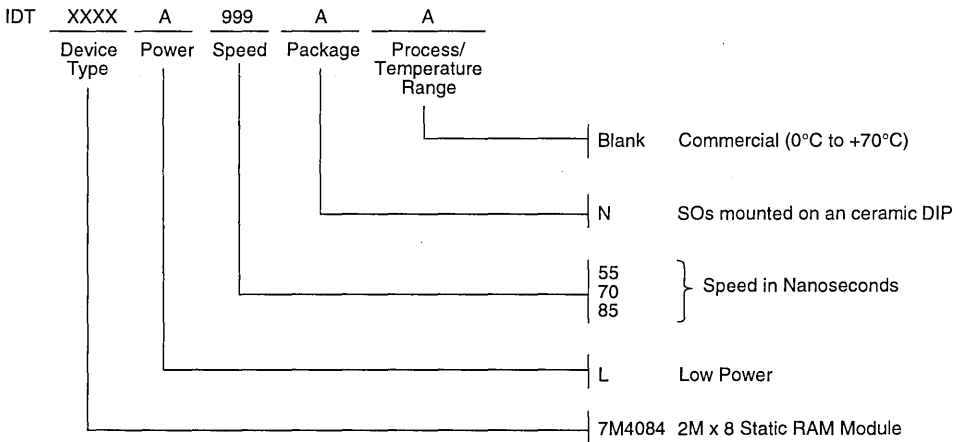 IDT XXXX A 999 A A
Device Type Power Speed Package Process/ Temperature Range
Blank Commercial (0°C to +70°C)
N SOs mounted on an ceramic DIP
55
70
85
Speed in Nanoseconds
L Low Power
7M4084 2M x 8 Static RAM Module